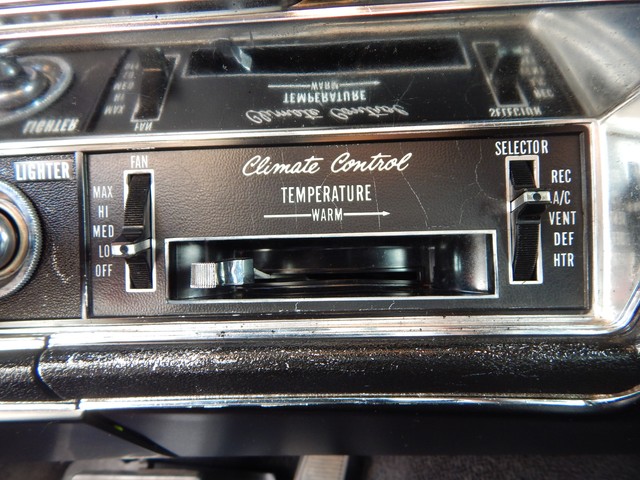 LIGHTER
FAN
MAX
HI
MED
LO
OFF
Climate Control
TEMPERATURE
WARM
SELECTOR
REC
A/C
VENT
DEF
HTR